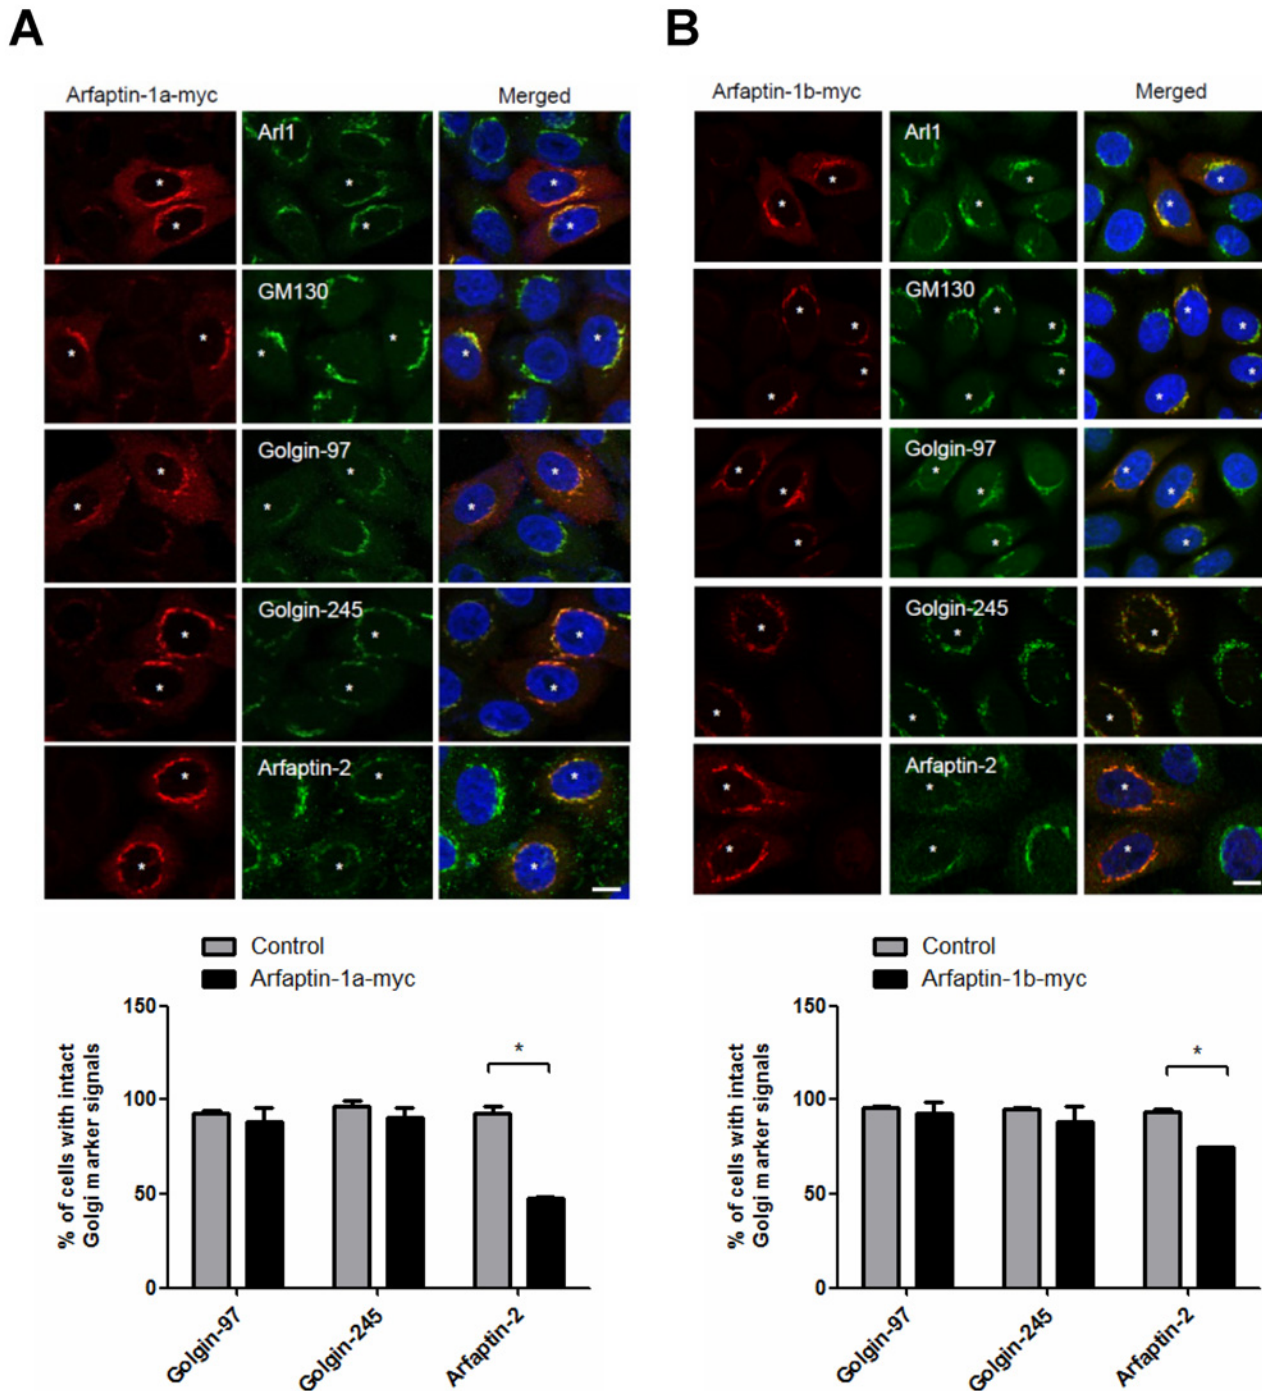 A
B
Arfaptin-1a-myc
Merged
Arl1
*
*
*
*
*
*
GM130
*
*
*
*
*
*
Golgin-97
*
*
*
*
*
*
Golgin-245
*
*
*
*
*
*
Arfaptin-2
*
*
*
*
*
*
Control
Arfaptin-1a-myc
% of cells with intact
Golgi marker signals
150
100
50
0
*
Golgin-97
Golgin-245
Arfaptin-2
Arfaptin-1b-myc
Merged
Arl1
*
*
*
*
*
*
GM130
*
*
*
*
*
*
*
*
*
*
*
*
Golgin-97
*
*
*
*
*
*
*
*
*
Golgin-245
*
*
*
*
*
*
Arfaptin-2
*
*
*
*
*
*
Control
Arfaptin-1b-myc
% of cells with intact
Golgi marker signals
150
100
50
0
*
Golgin-97
Golgin-245
Arfaptin-2